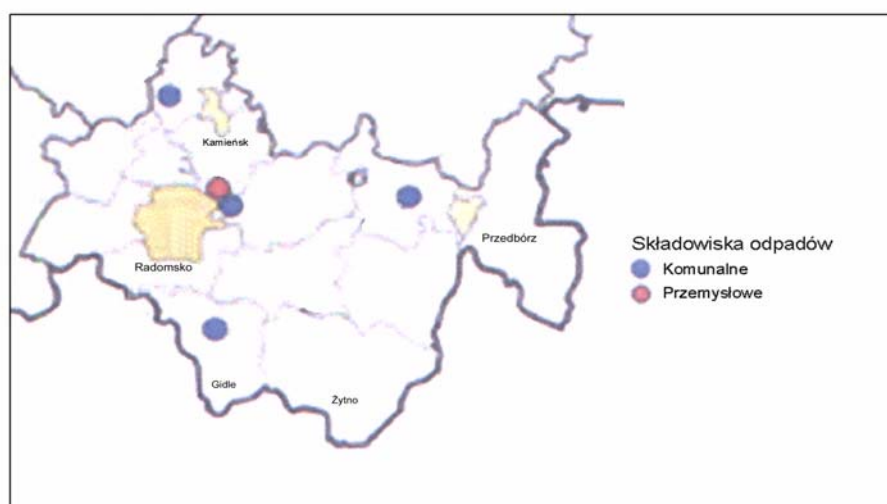 Kamieńsk
Przedbórz
Radomsko
Składowiska odpadów
Komunalne
Przemysłowe
Gidle
Żytno